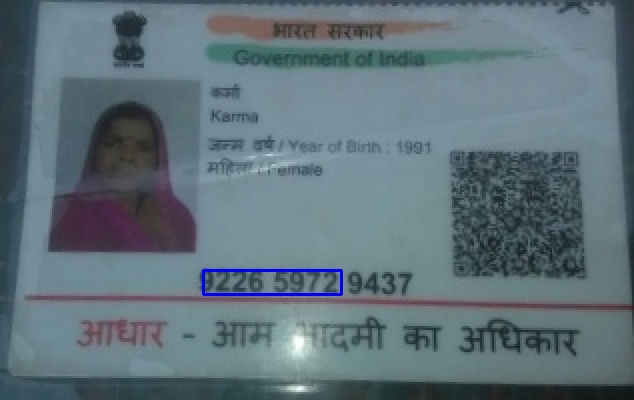 भारत सरकार
Government of India
कर्मा
Karma
जन्म वर्ष / Year of Birth : 1991
महिला / Female
9226 5972 9437
आधार - आम आदमी का अधिकार